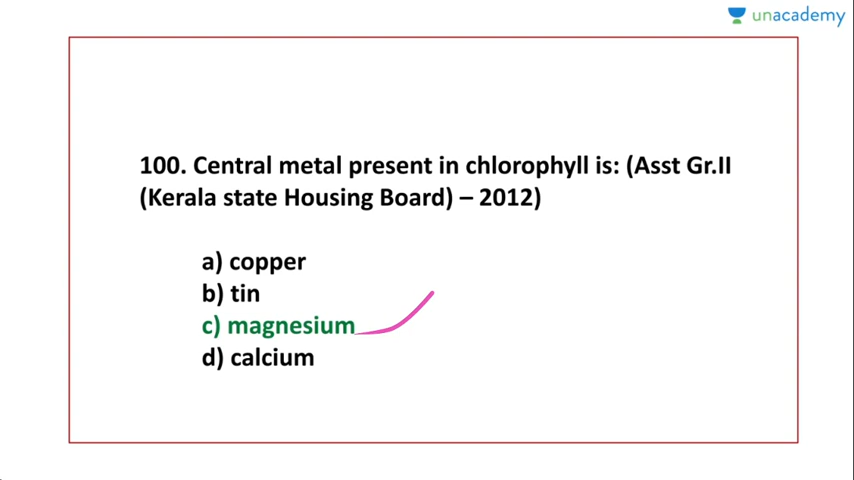 unacademy
100. Central metal present in chlorophyll is: (Asst Gr.II
(Kerala state Housing Board) – 2012)
a) copper
b) tin
c) magnesium
d) calcium